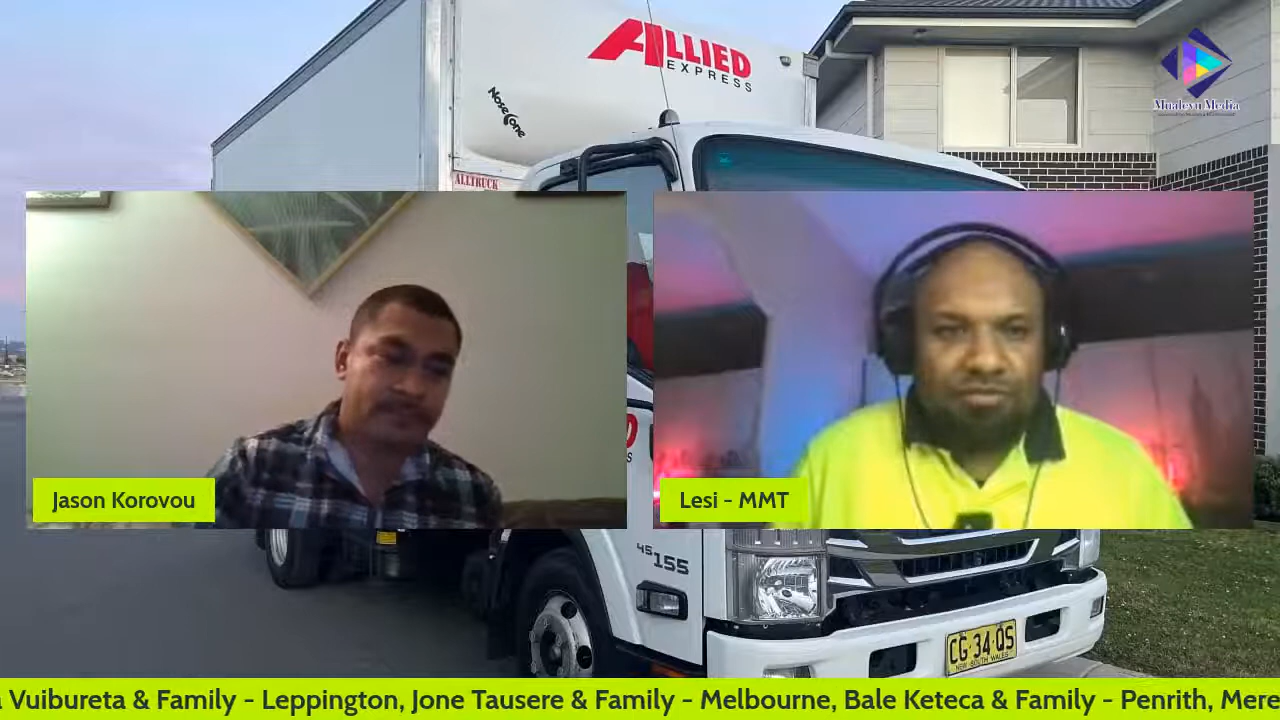 ALLIED
EXPRESS
NoseCone
ALLTRUCK
Mualevu Media
Jason Korovou
Lesi - MMT
45 155
CG·34·QS
NEW SOUTH WALES
Vuibureta & Family - Leppington, Jone Tausere & Family - Melbourne, Bale Keteca & Family - Penrith, Mere